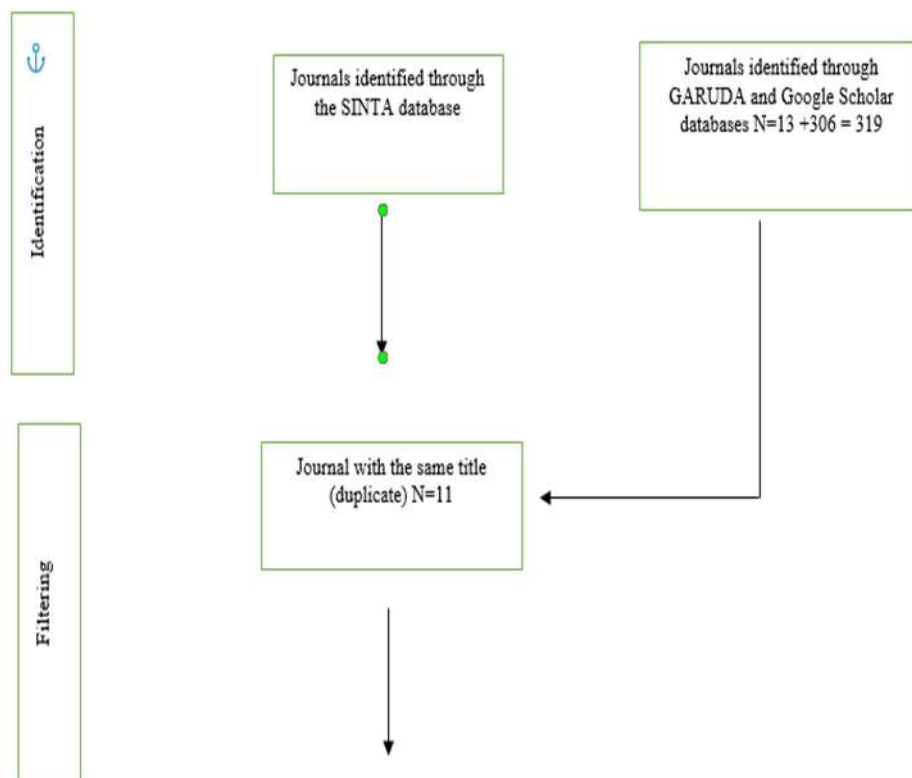 Identification
Journals identified through
the SINTA database
Journals identified through
GARUDA and Google Scholar
databases N=13 +306 = 319
Filtering
Journal with the same title
(duplicate) N=11